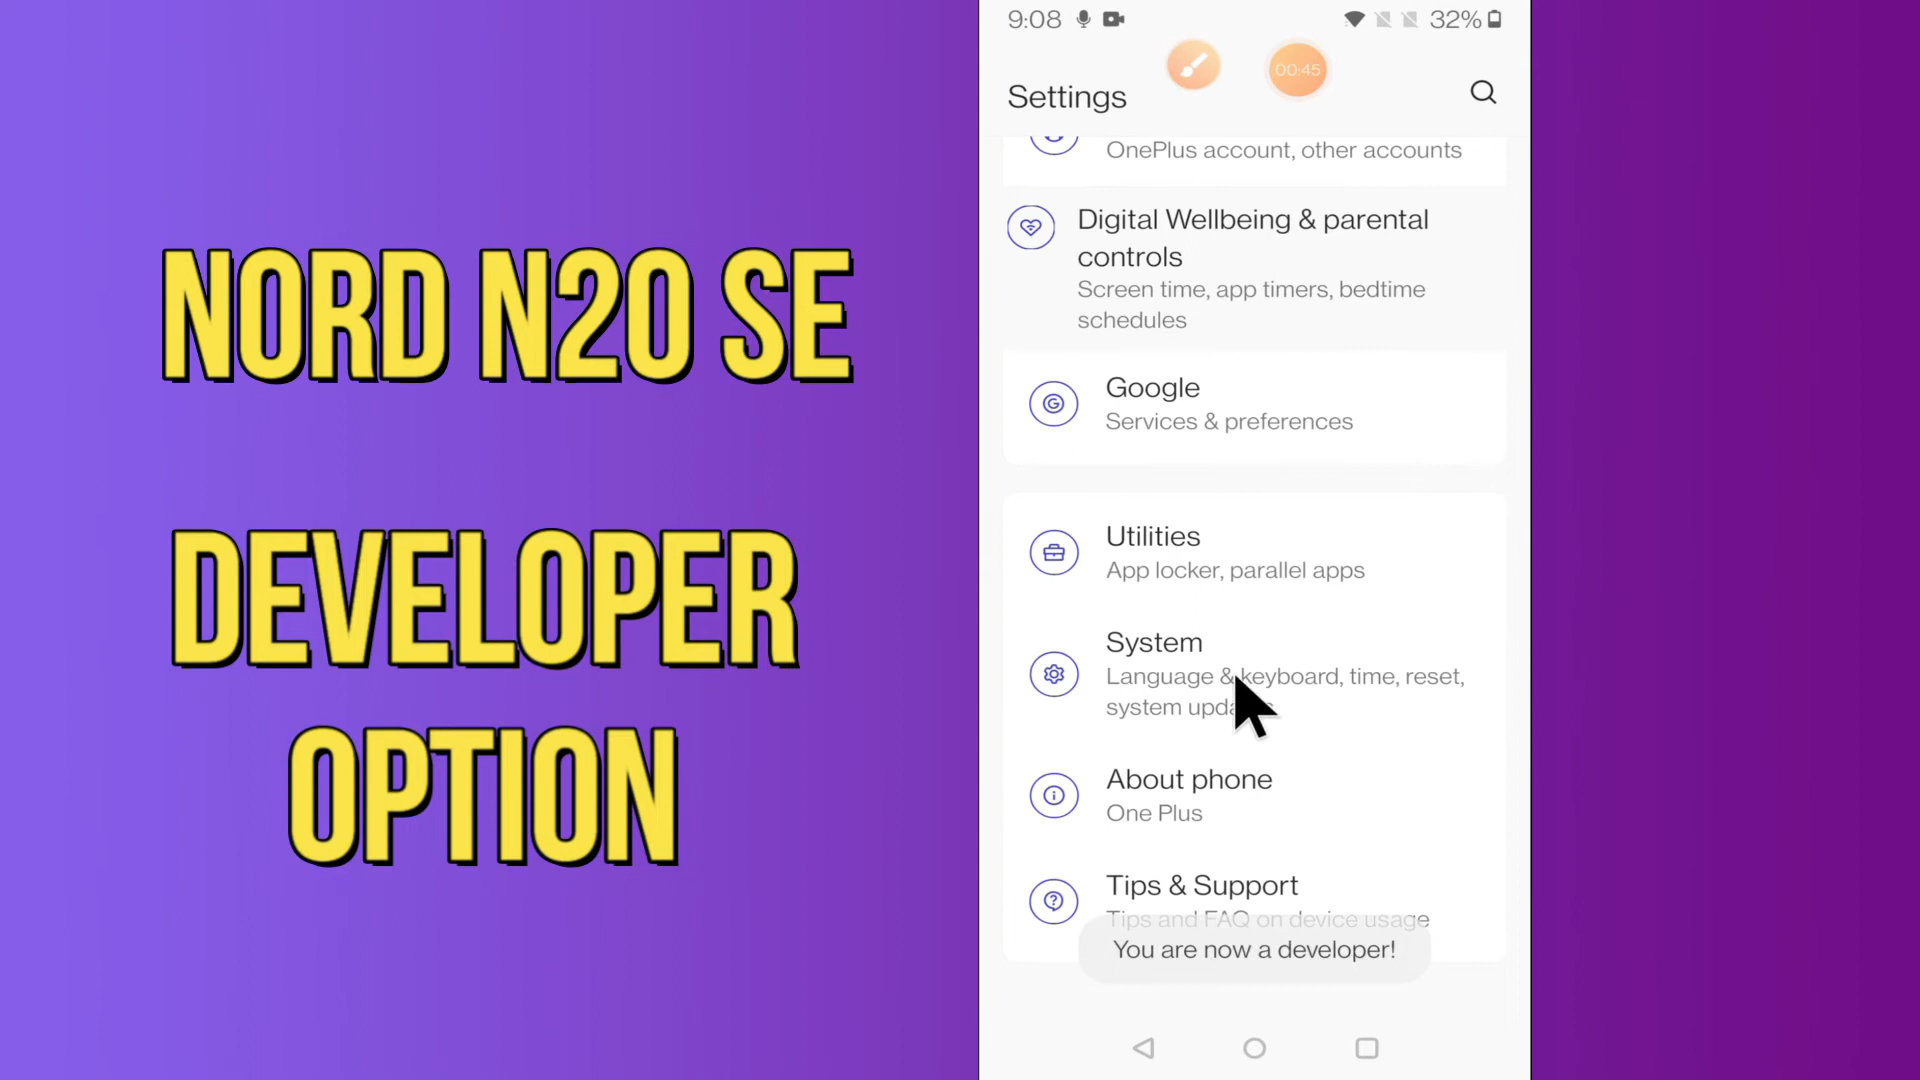 NORD N20 SE
DEVELOPER
OPTION
9:08
32%
00:45
Settings
OnePlus account, other accounts
Digital Wellbeing & parental
controls
Screen time, app timers, bedtime
schedules
Google
Services & preferences
Utilities
App locker, parallel apps
System
Language & keyboard, time, reset,
system
About phone
One Plus
Tips & Support
Tips and FAQ on device usage
You are now a developer!